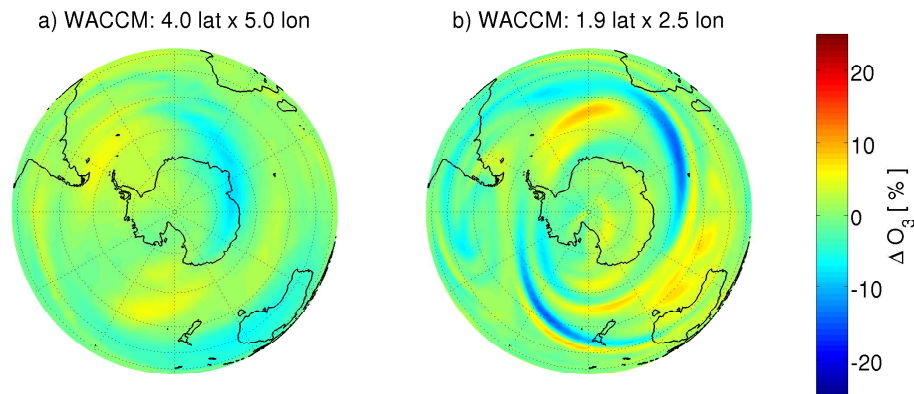 a) WACCM: 4.0 lat x 5.0 lon
b) WACCM: 1.9 lat x 2.5 lon
20
10
0
-10
-20
Δ O3 [ % ]